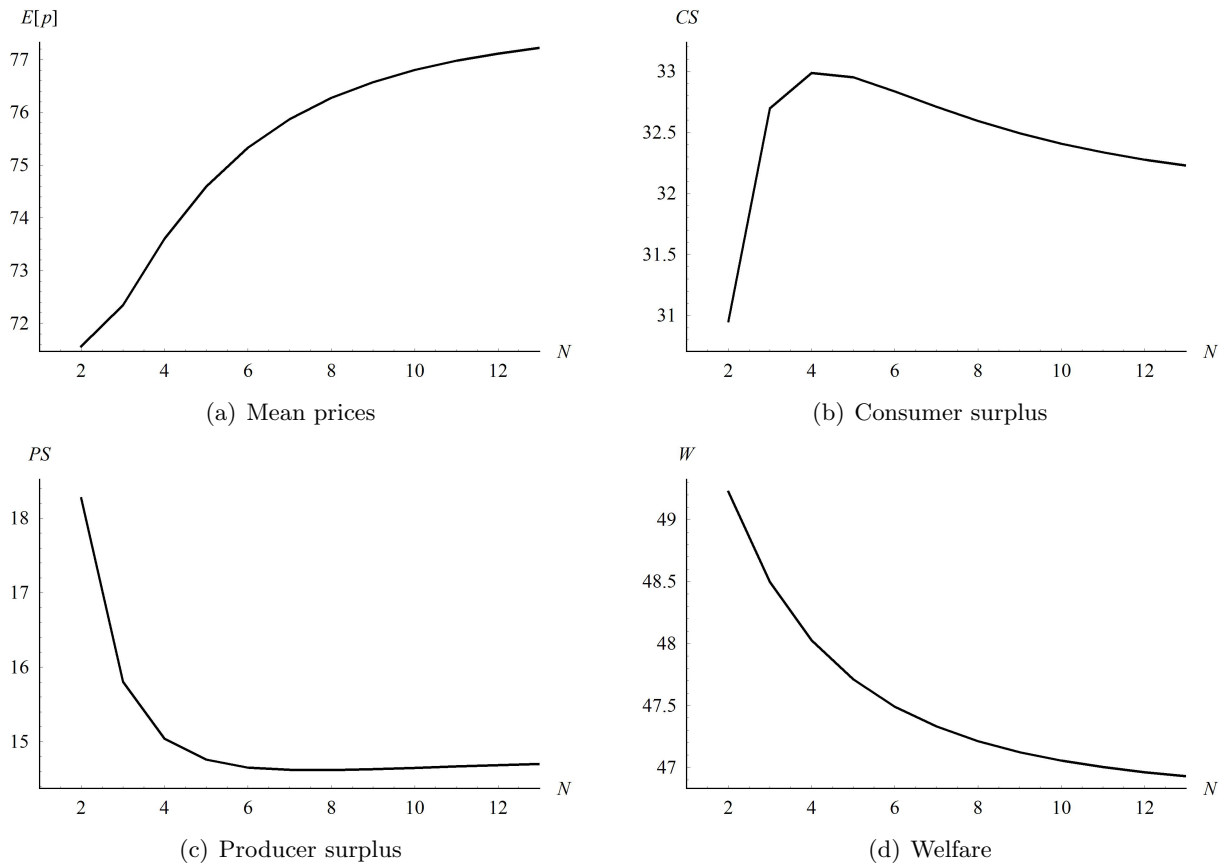 E[p]
77
76
75
74
73
72
2 4 6 8 10 12
N
(a) Mean prices
CS
33
32.5
32
31.5
31
2 4 6 8 10 12
N
(b) Consumer surplus
PS
18
17
16
15
2 4 6 8 10 12
N
(c) Producer surplus
W
49
48.5
48
47.5
47
2 4 6 8 10 12
N
(d) Welfare